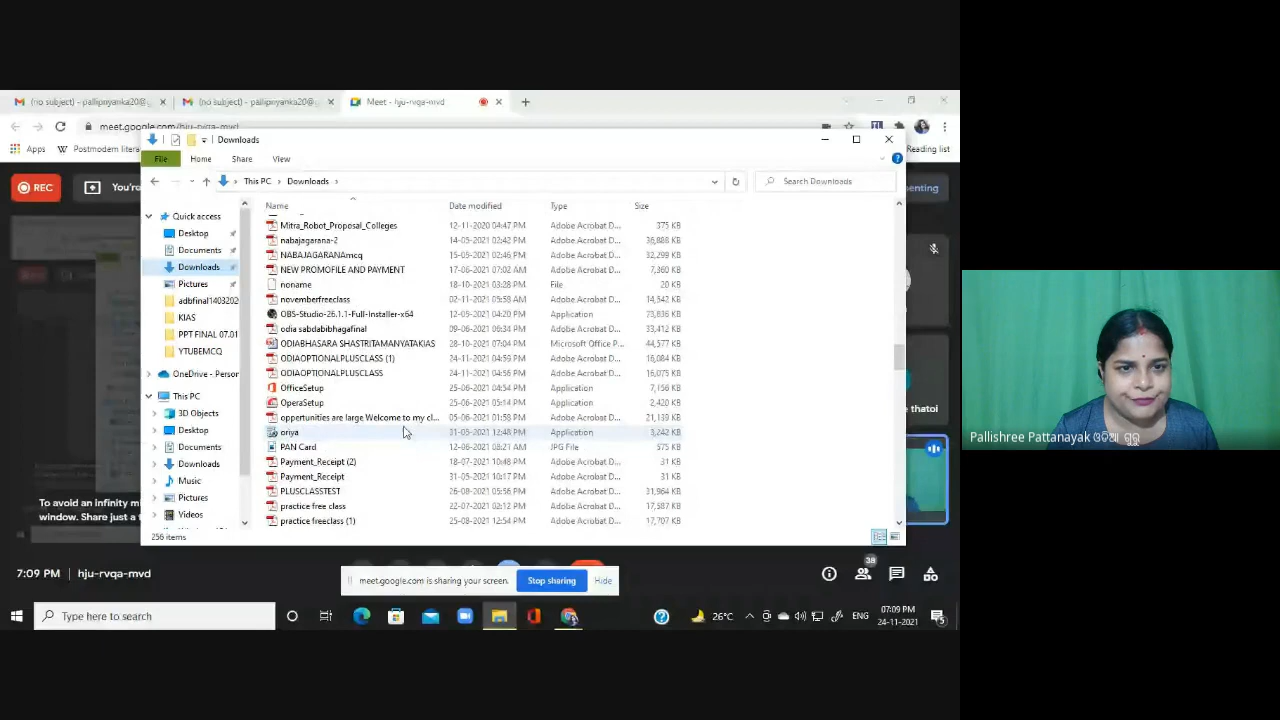 (no subject) - pallipriyanka20@g
(no subject) - pallipriyanka20@g
Meet - hju-rvqa-mvd
meet.google.com/hju-rvqa-mvd
Apps
Postmodern litera
Reading list
Downloads
File
Home
Share
View
This PC
Downloads
Search Downloads
REC
You're
enting
Name
Date modified
Type
Size
Mitra_Robot_Proposal_Colleges 12-11-2020 04:47 PM Adobe Acrobat D... 375 KB
nabajagarana-2 14-05-2021 02:42 PM Adobe Acrobat D... 36,888 KB
NABAJAGARANAmcq 15-05-2021 02:46 PM Adobe Acrobat D... 32,299 KB
NEW PROMOFILE AND PAYMENT 17-06-2021 07:02 AM Adobe Acrobat D... 7,360 KB
noname 18-10-2021 03:28 PM File 20 KB
novemberfreeclass 02-11-2021 05:58 AM Adobe Acrobat D... 14,542 KB
OBS-Studio-26.1.1-Full-Installer-x64 12-09-2021 04:20 PM Application 73,836 KB
odia sabdabibhagafinal 09-06-2021 06:34 PM Adobe Acrobat D... 33,412 KB
ODIABHASARA SHASTRITAMANYATAKIAS 28-10-2021 07:04 PM Microsoft Office P... 44,577 KB
ODIAOPTIONALPLUSCLASS (1) 24-11-2021 04:59 PM Adobe Acrobat D... 16,084 KB
ODIAOPTIONALPLUSCLASS 24-11-2021 04:56 PM Adobe Acrobat D... 16,075 KB
OfficeSetup 25-06-2021 04:54 PM Application 7,156 KB
OperaSetup 25-06-2021 05:14 PM Application 2,420 KB
oppertunities are large Welcome to my cl... 05-06-2021 01:58 PM Adobe Acrobat D... 21,139 KB
oriya 31-05-2021 12:48 PM Application 3,242 KB
PAN Card 12-06-2021 08:21 AM JPG File 575 KB
Payment_Receipt (2) 18-07-2021 10:48 PM Adobe Acrobat D... 31 KB
Payment_Receipt 31-05-2021 10:17 PM Adobe Acrobat D... 31 KB
PLUSCLASSTEST 26-08-2021 05:56 PM Adobe Acrobat D... 31,964 KB
practice free class 22-07-2021 02:12 PM Adobe Acrobat D... 17,587 KB
practice freeclass (1) 25-08-2021 12:54 PM Adobe Acrobat D... 17,707 KB
Quick access
Desktop
Documents
Downloads
Pictures
adbfinal1403202
KIAS
PPT FINAL 07.01
YTUBEMCQ
OneDrive - Person
This PC
3D Objects
Desktop
Documents
Downloads
Music
Pictures
Videos
256 items
To avoid an infinity mi
window. Share just a
thatoi
7:09 PM | hju-rvqa-mvd
meet.google.com is sharing your screen.
Stop sharing
Hide
38
Type here to search
26°C
ENG
07:09 PM
24-11-2021
5
Pallishree Pattanayak ଓଡିଆ ଗୁରୁ